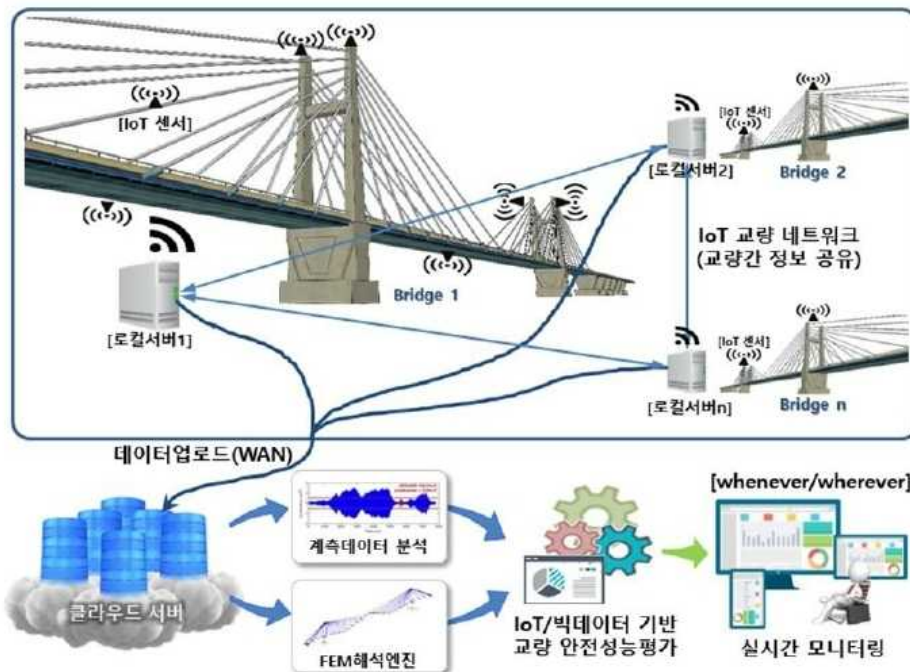 [IoT 센서]
[로컬서버1]
Bridge 1
[로컬서버2]
[IoT 센서]
Bridge 2
IoT 교량 네트워크
(교량간 정보 공유)
[로컬서버n]
[IoT 센서]
Bridge n
데이터업로드(WAN)
클라우드 서버
계측데이터 분석
FEM해석엔진
IoT/빅데이터 기반
교량 안전성능평가
[whenever/wherever]
실시간 모니터링